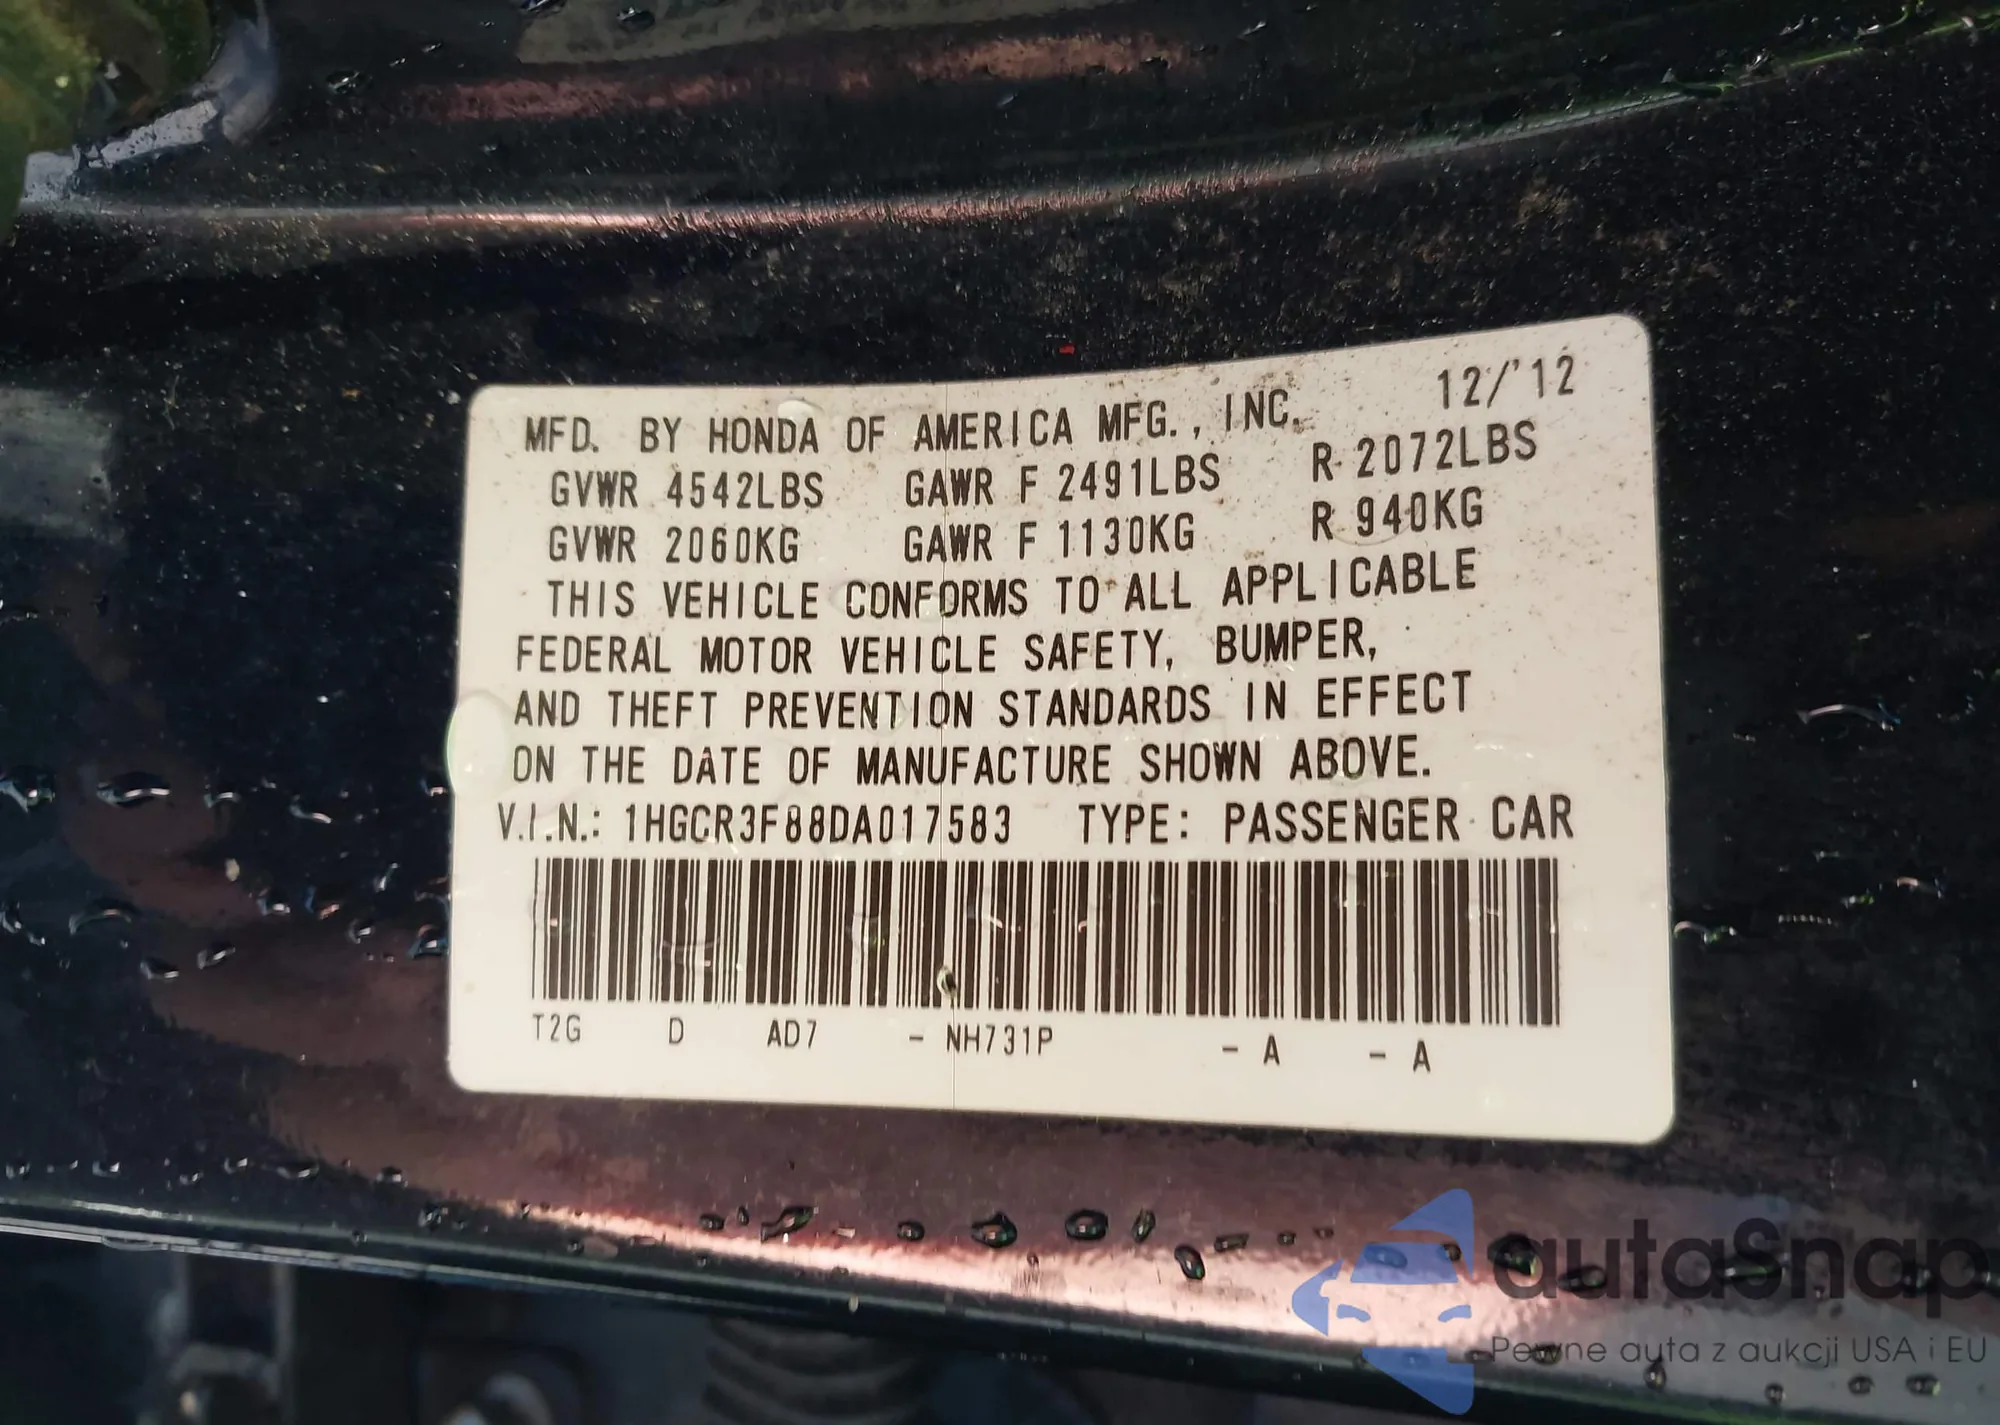 MFD. BY HONDA OF AMERICA MFG., INC. 12/'12
GVWR 4542LBS GAWR F 2491LBS R 2072LBS
GVWR 2060KG GAWR F 1130KG R 940KG
THIS VEHICLE CONFORMS TO ALL APPLICABLE
FEDERAL MOTOR VEHICLE SAFETY, BUMPER,
AND THEFT PREVENTION STANDARDS IN EFFECT
ON THE DATE OF MANUFACTURE SHOWN ABOVE.
V.I.N.: 1HGCR3F88DA017583 TYPE: PASSENGER CAR
T2G D AD7 - NH731P - A - A
autaSnap
Pewne auta z aukcji USA i EU